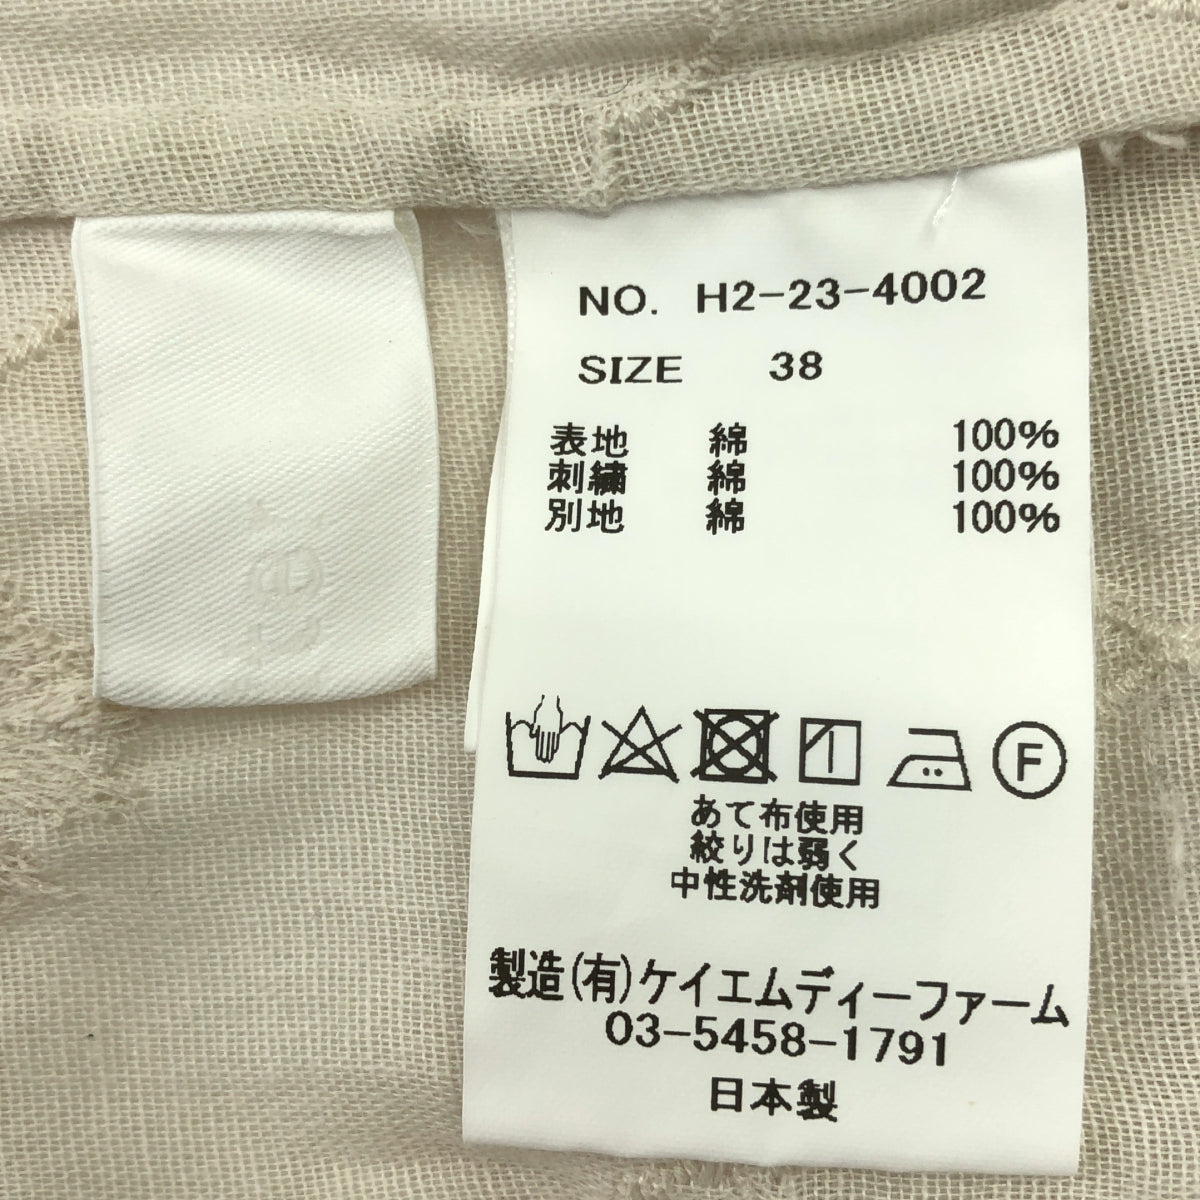 NO. H2-23-4002
SIZE 38
表地 綿 100%
刺繍 綿 100%
別地 綿 100%
F
あて布使用
絞りは弱く
中性洗剤使用
製造(有)ケイエムディーファーム
03-5458-1791
日本製